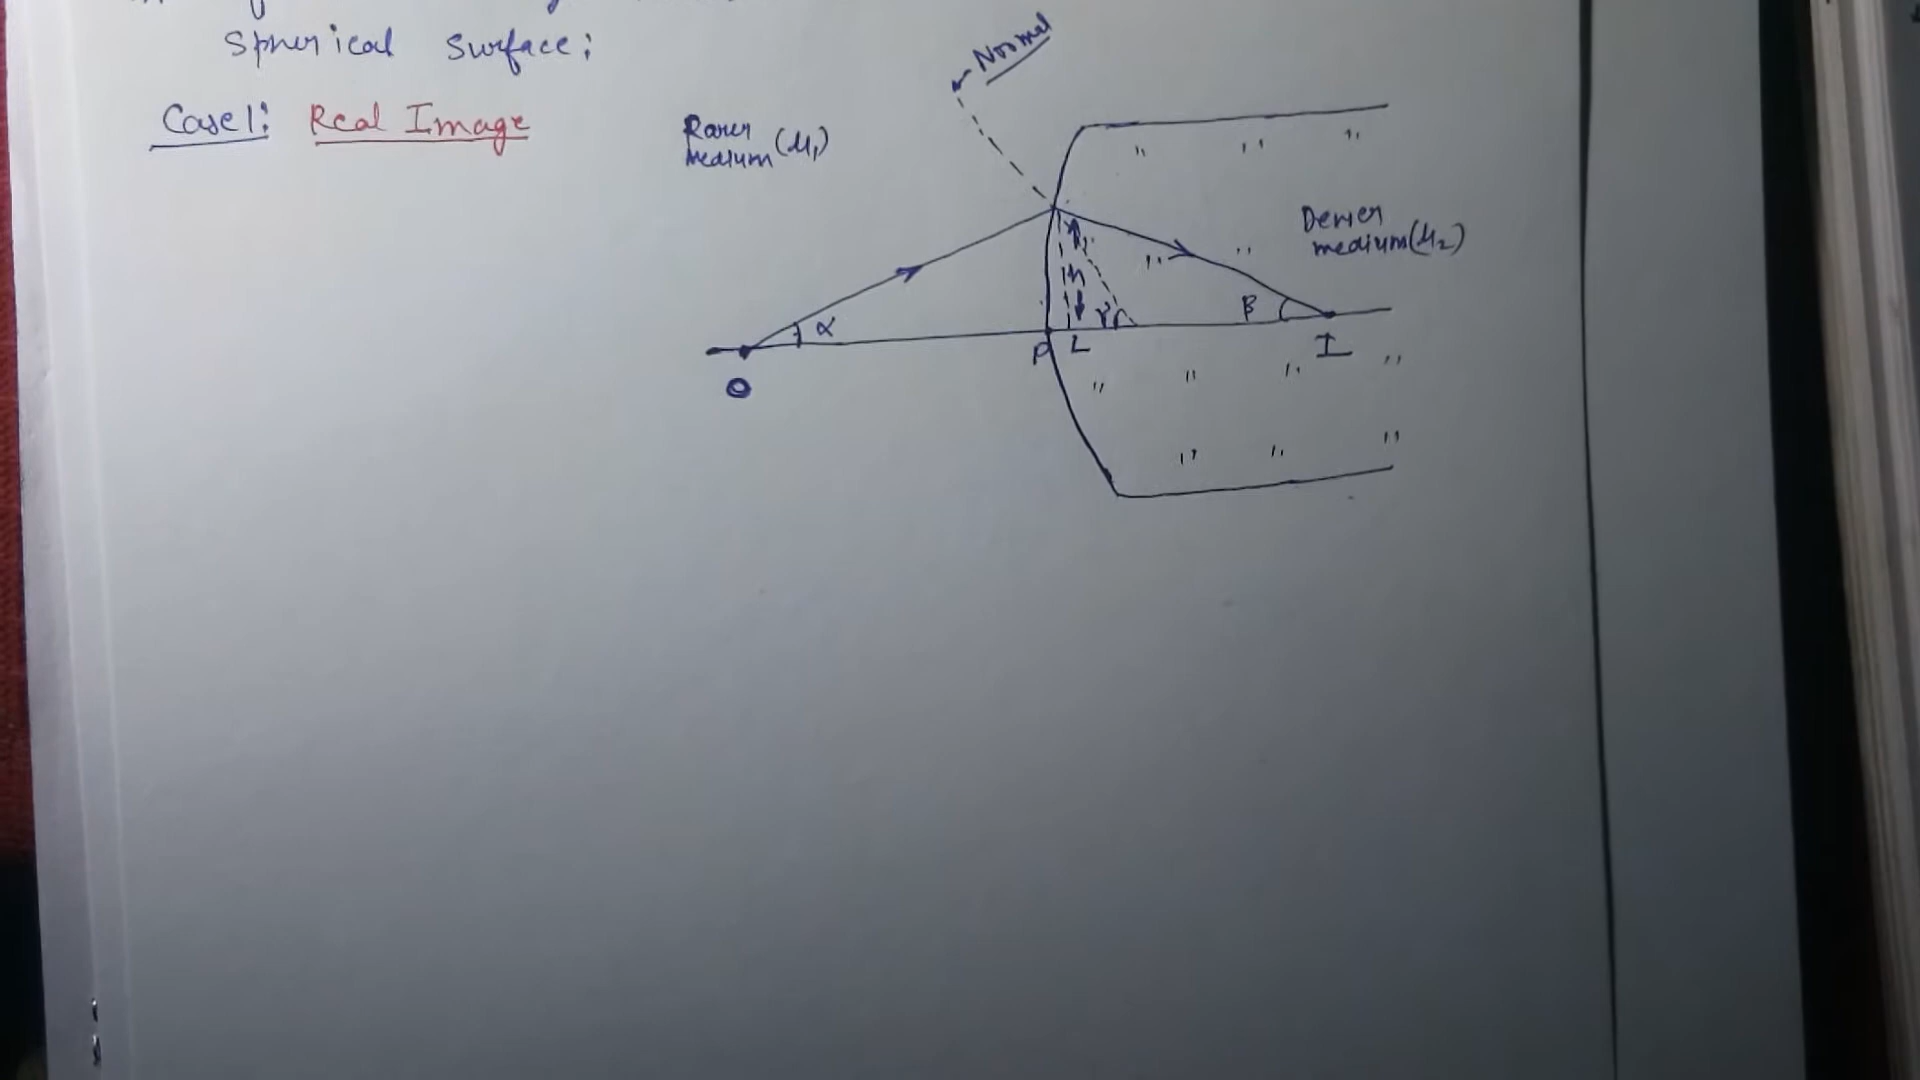 Spherical Surface:
Case 1: Real Image
Normal
Rarer
medium (μ₁)
Denser
medium (μ₂)
h
α
γ
β
O
P
L
I